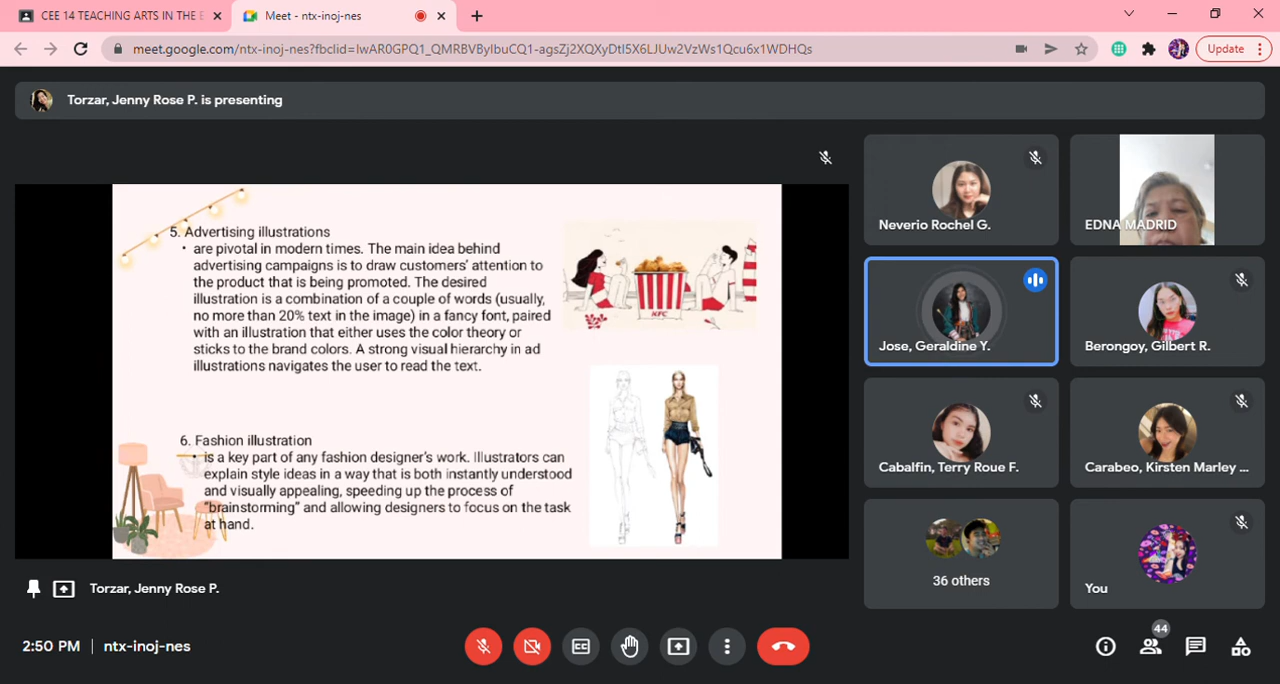 CEE 14 TEACHING ARTS IN THE E
Meet - ntx-inoj-nes
meet.google.com/ntx-inoj-nes?fbclid=IwAR0GPQ1_QMRBVByIbuCQ1-agsZj2XQXyDtI5X6LJUw2VzWs1Qcu6x1WDHQs
Update
Torzar, Jenny Rose P. is presenting
5. Advertising illustrations
• are pivotal in modern times. The main idea behind
advertising campaigns is to draw customers' attention to
the product that is being promoted. The desired
illustration is a combination of a couple of words (usually,
no more than 20% text in the image) in a fancy font, paired
with an illustration that either uses the color theory or
sticks to the brand colors. A strong visual hierarchy in ad
illustrations navigates the user to read the text.
KFC
6. Fashion illustration
• is a key part of any fashion designer's work. Illustrators can
explain style ideas in a way that is both instantly understood
and visually appealing, speeding up the process of
"brainstorming" and allowing designers to focus on the task
at hand.
Neverio Rochel G.
EDNA MADRID
Jose, Geraldine Y.
Berongoy, Gilbert R.
Cabalfin, Terry Roue F.
Carabeo, Kirsten Marley ...
36 others
You
Torzar, Jenny Rose P.
2:50 PM | ntx-inoj-nes
CC
44